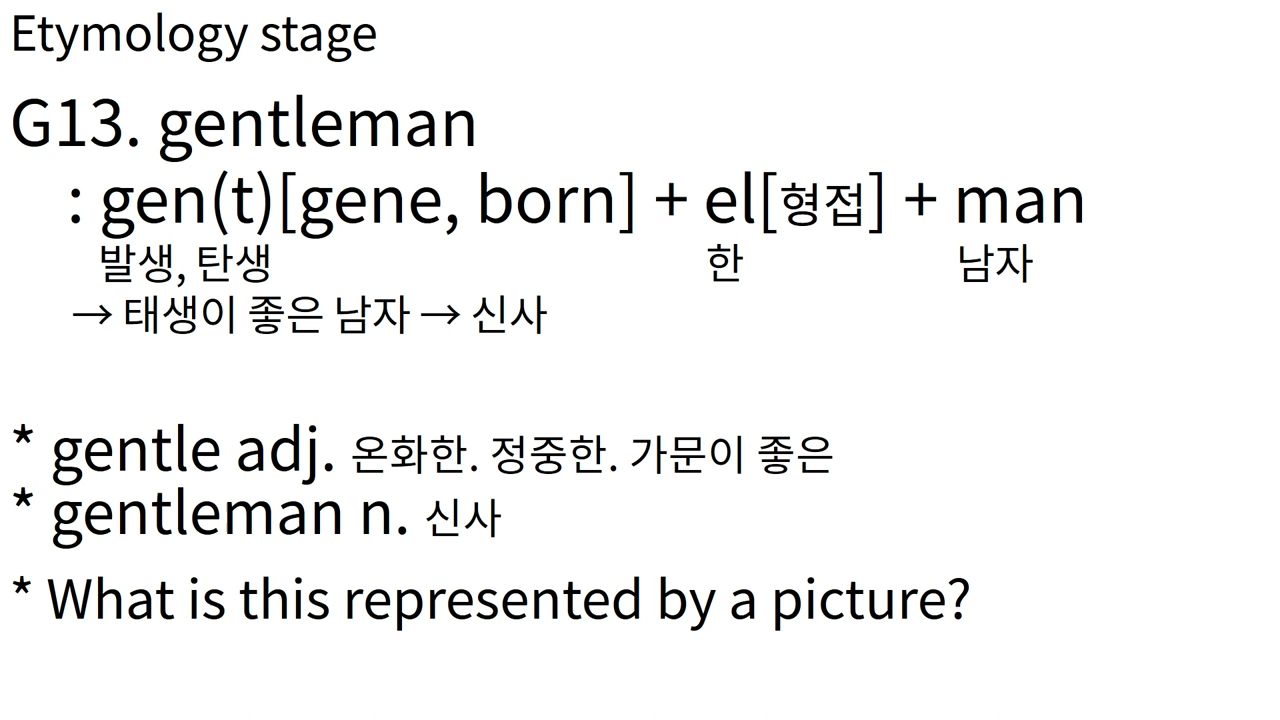 Etymology stage
G13. gentleman
: gen(t)[gene, born] + el[형접] + man
발생, 탄생 한 남자
→ 태생이 좋은 남자 → 신사
* gentle adj. 온화한. 정중한. 가문이 좋은
* gentleman n. 신사
* What is this represented by a picture?